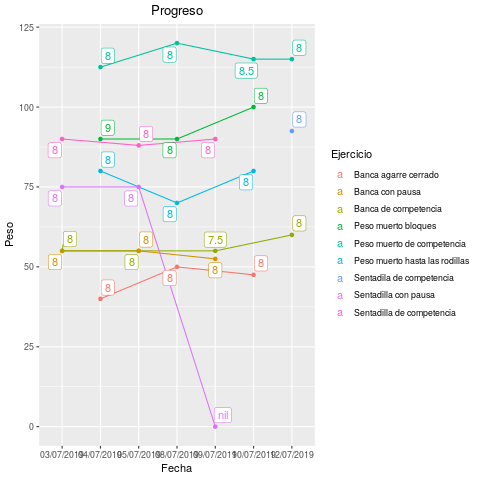 Progreso
125
100
75
50
25
0
Peso
8
8
8.5
8
8
9
8
8
8
8
8
8
8
8
8
8
8
8
7.5
8
8
8
8
8
8
8
nil
03/07/2019
04/07/2019
05/07/2019
08/07/2019
09/07/2019
10/07/2019
12/07/2019
Fecha
Ejercicio
a Banca agarre cerrado
a Banca con pausa
a Banca de competencia
a Peso muerto bloques
a Peso muerto de competencia
a Peso muerto hasta las rodillas
a Sentadila de competencia
a Sentadilla con pausa
a Sentadilla de competencia